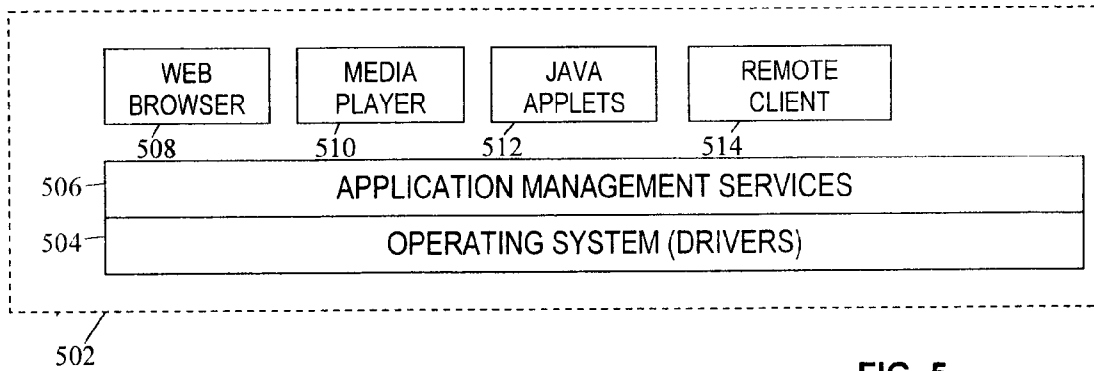 WEB
BROWSER
MEDIA
PLAYER
JAVA
APPLETS
REMOTE
CLIENT
508
510
512
514
506
APPLICATION MANAGEMENT SERVICES
504
OPERATING SYSTEM (DRIVERS)
502
FIG. 5